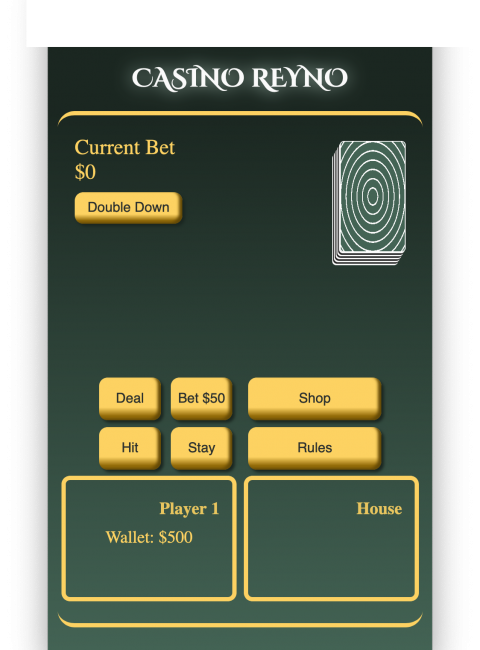 CASINO REYNO
Current Bet
$0
Double Down
Deal
Bet $50
Shop
Hit
Stay
Rules
Player 1
Wallet: $500
House